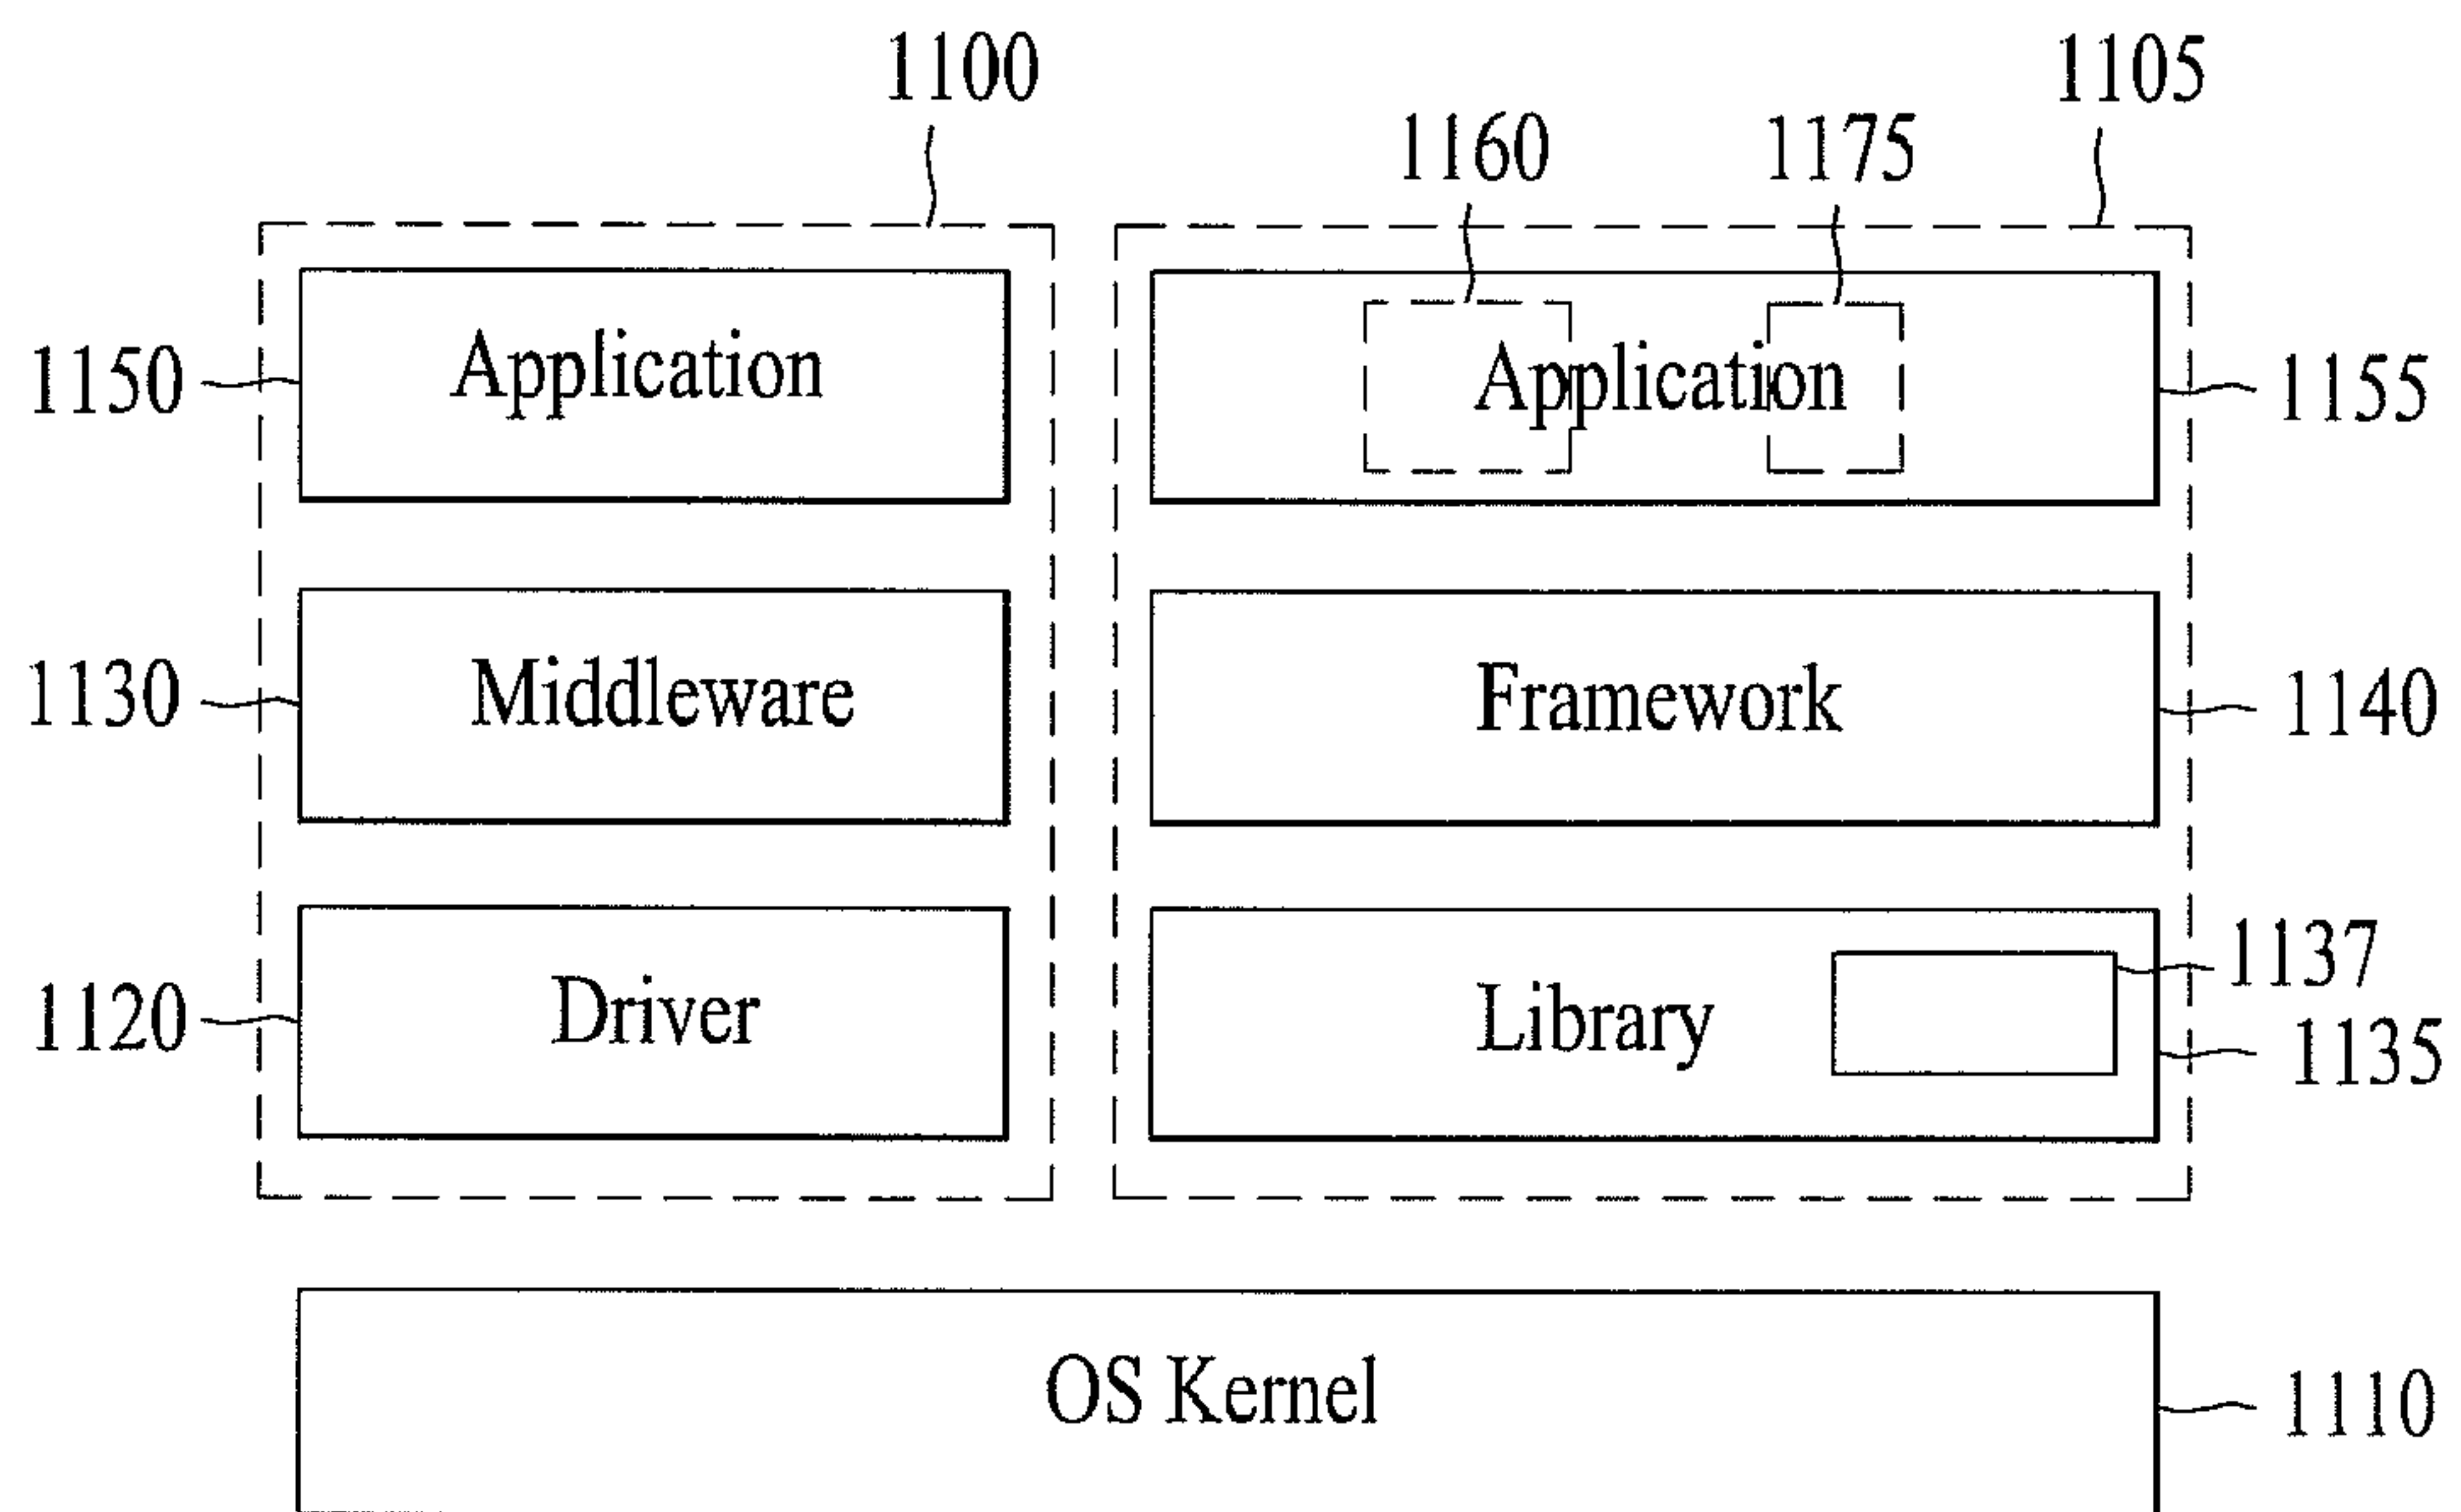 1100
1105
1160
1175
Application
Application
1150
1155
Middleware
Framework
1130
1140
Driver
Library
1137
1120
1135
OS Kernel
1110